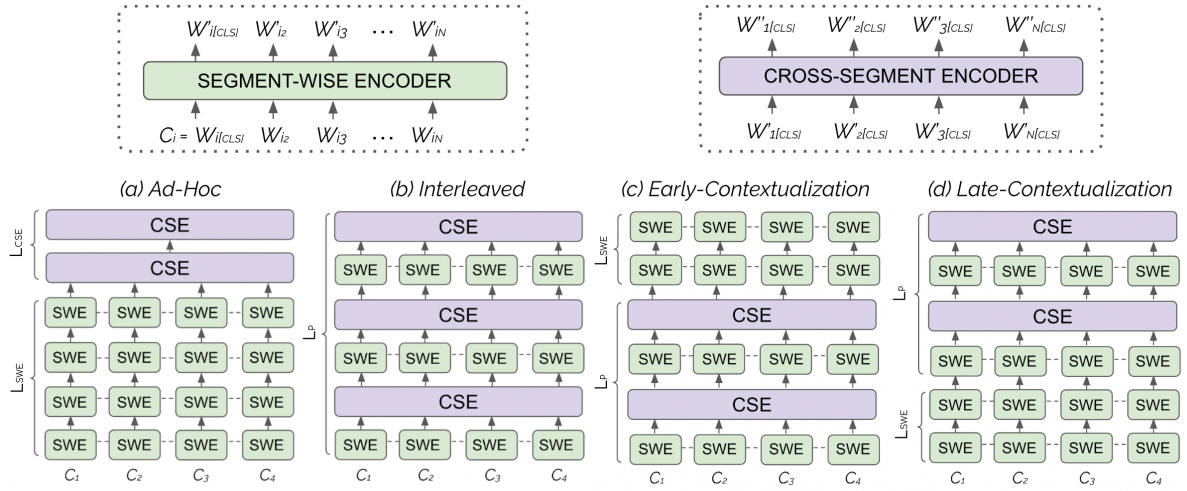 W'i[CLS] W'i2 W'i3 ... W'iN
SEGMENT-WISE ENCODER
Ci = Wi[CLS] Wi2 Wi3 ... WiN
W''1[CLS] W''2[CLS] W''3[CLS] W''N[CLS]
CROSS-SEGMENT ENCODER
W'1[CLS] W'2[CLS] W'3[CLS] W'N[CLS]
(a) Ad-Hoc
LCSE
CSE
CSE
LSWE
SWE SWE SWE SWE
SWE SWE SWE SWE
SWE SWE SWE SWE
SWE SWE SWE SWE
C1 C2 C3 C4
(b) Interleaved
LP
CSE
SWE SWE SWE SWE
CSE
SWE SWE SWE SWE
CSE
SWE SWE SWE SWE
C1 C2 C3 C4
(c) Early-Contextualization
LSWE
SWE SWE SWE SWE
SWE SWE SWE SWE
LP
CSE
SWE SWE SWE SWE
CSE
SWE SWE SWE SWE
C1 C2 C3 C4
(d) Late-Contextualization
LP
CSE
SWE SWE SWE SWE
CSE
SWE SWE SWE SWE
LSWE
SWE SWE SWE SWE
SWE SWE SWE SWE
C1 C2 C3 C4